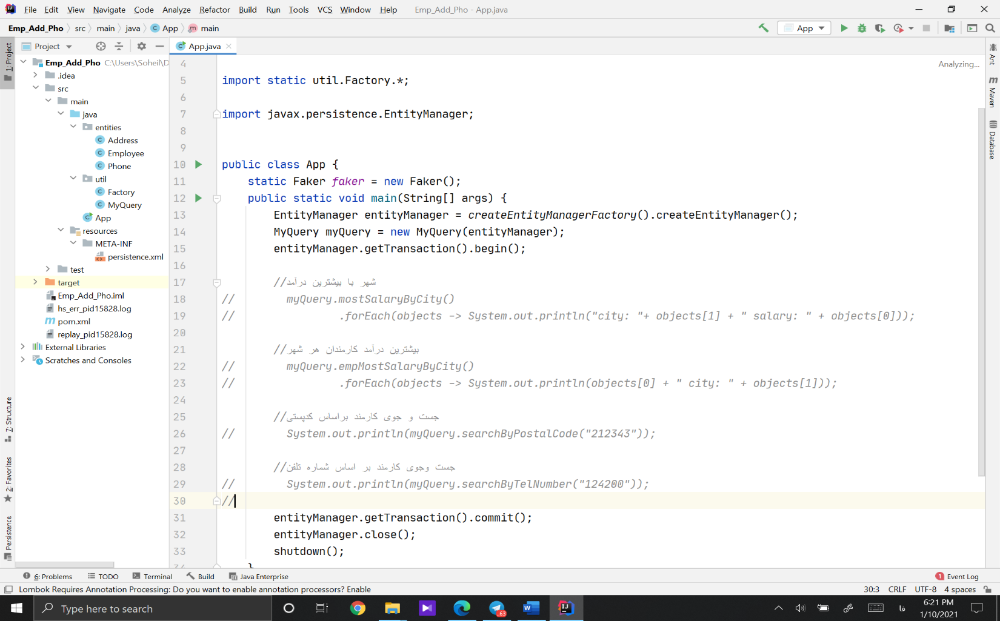 File Edit View Navigate Code Analyze Refactor Build Run Tools VCS Window Help Emp_Add_Pho - App.java
Emp_Add_Pho src main java App main
App
1: Project
Project
App.java
Emp_Add_Pho C:\Users\Soheil\D
.idea
src
main
java
entities
Address
Employee
Phone
util
Factory
MyQuery
App
resources
META-INF
persistence.xml
test
target
Emp_Add_Pho.iml
hs_err_pid15828.log
pom.xml
replay_pid15828.log
External Libraries
Scratches and Consoles
7: Structure
2: Favorites
Persistence
Analyzing...
4
5 import static util.Factory.*;
6
7 import javax.persistence.EntityManager;
8
9
10 public class App {
11 static Faker faker = new Faker();
12 public static void main(String[] args) {
13 EntityManager entityManager = createEntityManagerFactory().createEntityManager();
14 MyQuery myQuery = new MyQuery(entityManager);
15 entityManager.getTransaction().begin();
16
17 //شهر با بیشترین درآمد
18 // myQuery.mostSalaryByCity()
19 // .forEach(objects -> System.out.println("city: "+ objects[1] + " salary: " + objects[0]));
20
21 //بیشترین درآمد کارمندان هر شهر
22 // myQuery.empMostSalaryByCity()
23 // .forEach(objects -> System.out.println(objects[0] + " city: " + objects[1]));
24
25 //جست و جوی کارمند براساس کدپستی
26 // System.out.println(myQuery.searchByPostalCode("212343"));
27
28 //جست وجوی کارمند بر اساس شماره تلفن
29 // System.out.println(myQuery.searchByTelNumber("124200"));
30 //
31 entityManager.getTransaction().commit();
32 entityManager.close();
33 shutdown();
34 }
Ant
Maven
Database
6: Problems TODO Terminal Build Java Enterprise 1 Event Log
Lombok Requires Annotation Processing: Do you want to enable annotation processors? Enable 30:3 CRLF UTF-8 4 spaces
Type here to search
63
فا
6:21 PM
1/10/2021